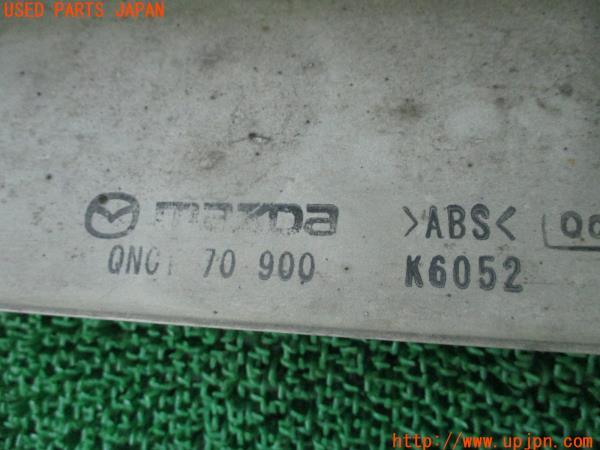 USED PARTS JAPAN
mazda >ABS<
70 900 K6052
http://www.upjpn.com/